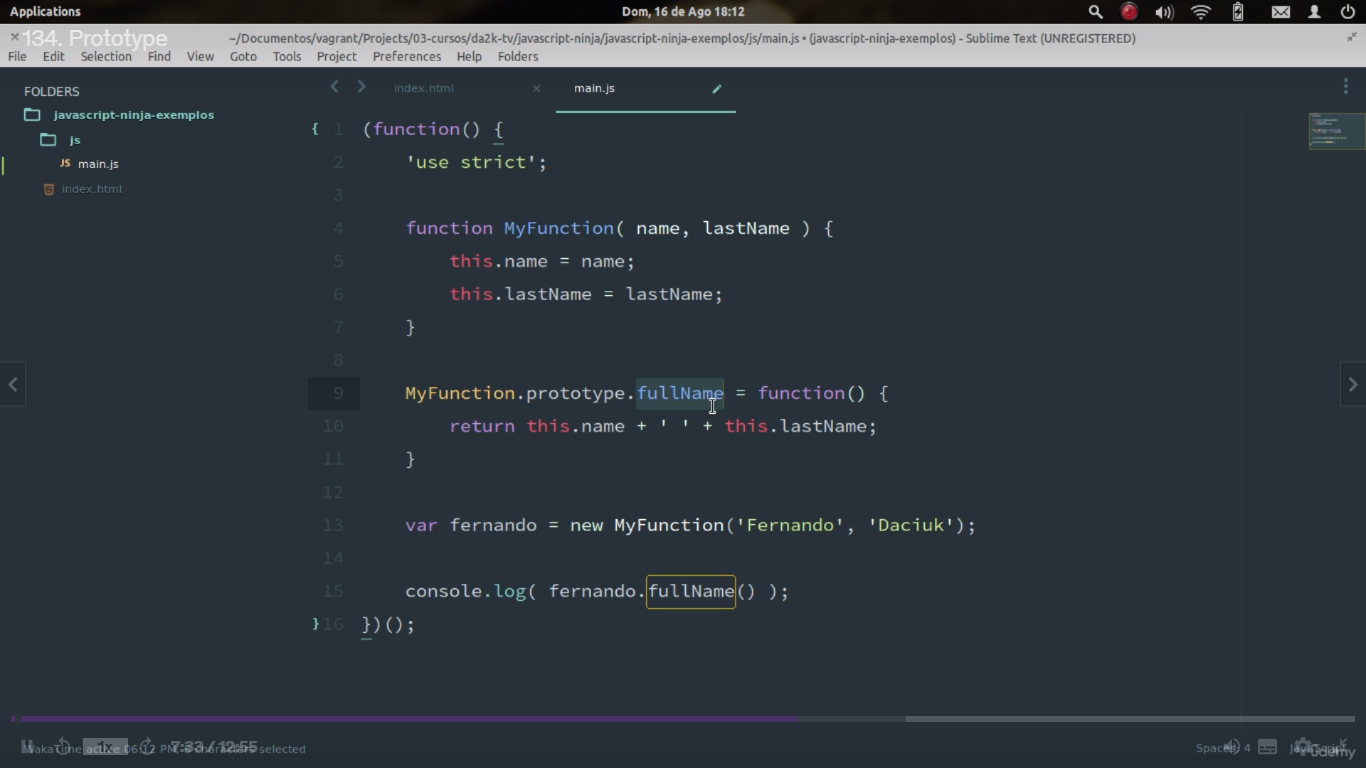 Applications
Dom, 16 de Ago 18:12
134. Prototype
~/Documentos/vagrant/Projects/03-cursos/da2k-tv/javascript-ninja/javascript-ninja-exemplos/js/main.js • (javascript-ninja-exemplos) - Sublime Text (UNREGISTERED)
File Edit Selection Find View Goto Tools Project Preferences Help Folders
FOLDERS
javascript-ninja-exemplos
js
JS main.js
index.html
index.html
main.js
1 (function() {
2 'use strict';
3
4 function MyFunction( name, lastName ) {
5 this.name = name;
6 this.lastName = lastName;
7 }
8
9 MyFunction.prototype.fullName = function() {
10 return this.name + ' ' + this.lastName;
11 }
12
13 var fernando = new MyFunction('Fernando', 'Daciuk');
14
15 console.log( fernando.fullName() );
16 })();
WakaTime active 06:12 PM, 8 characters selected
7:33 / 12:55
Spaces: 4
JavaScript
udemy